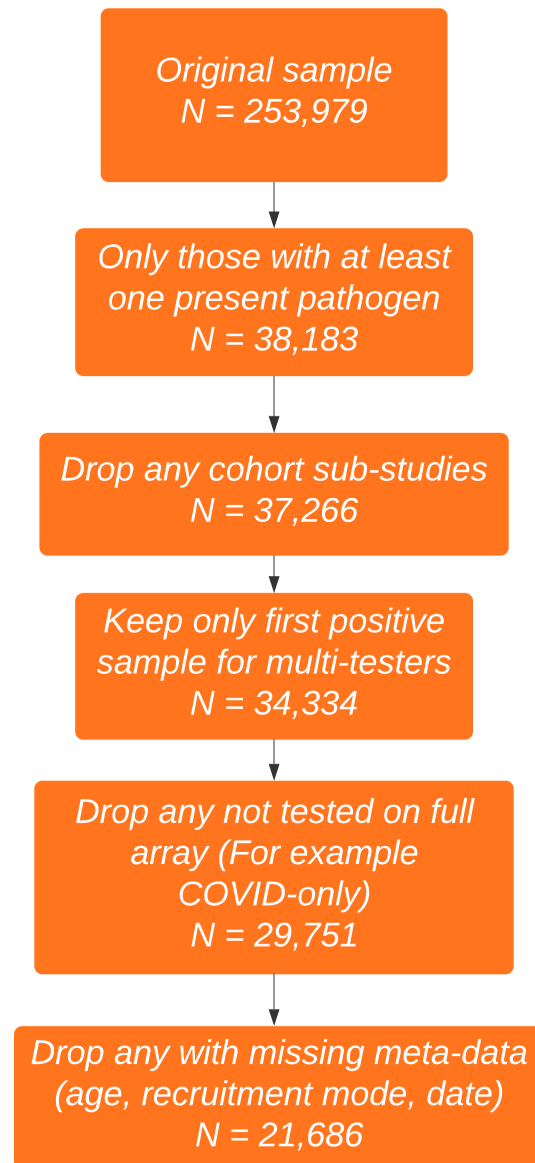 Original sample
N = 253,979
Only those with at least
one present pathogen
N = 38,183
Drop any cohort sub-studies
N = 37,266
Keep only first positive
sample for multi-testers
N = 34,334
Drop any not tested on full
array (For example
COVID-only)
N = 29,751
Drop any with missing meta-data
(age, recruitment mode, date)
N = 21,686